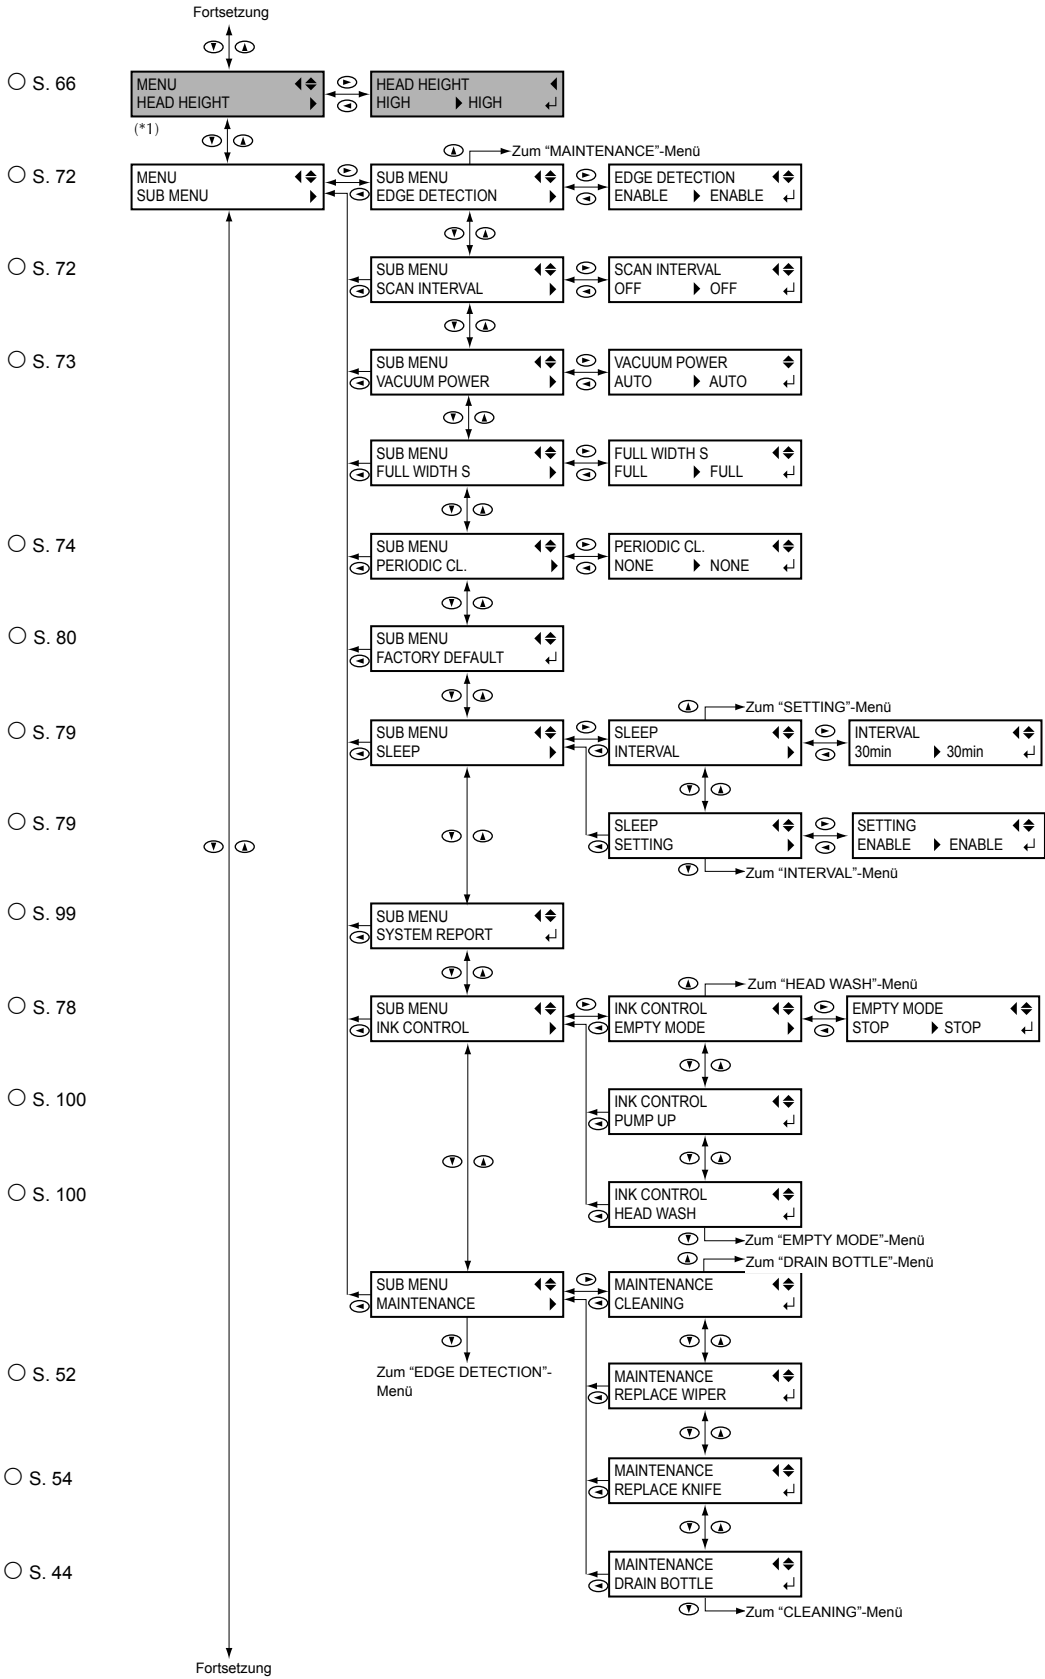 Fortsetzung
S. 66
MENU
HEAD HEIGHT
HEAD HEIGHT
HIGH HIGH
(*1)
Zum “MAINTENANCE”-Menü
S. 72
MENU
SUB MENU
SUB MENU
EDGE DETECTION
EDGE DETECTION
ENABLE ENABLE
S. 72
SUB MENU
SCAN INTERVAL
SCAN INTERVAL
OFF OFF
S. 73
SUB MENU
VACUUM POWER
VACUUM POWER
AUTO AUTO
SUB MENU
FULL WIDTH S
FULL WIDTH S
FULL FULL
S. 74
SUB MENU
PERIODIC CL.
PERIODIC CL.
NONE NONE
S. 80
SUB MENU
FACTORY DEFAULT
Zum “SETTING”-Menü
S. 79
SUB MENU
SLEEP
SLEEP
INTERVAL
INTERVAL
30min 30min
S. 79
SLEEP
SETTING
SETTING
ENABLE ENABLE
Zum “INTERVAL”-Menü
S. 99
SUB MENU
SYSTEM REPORT
Zum “HEAD WASH”-Menü
S. 78
SUB MENU
INK CONTROL
INK CONTROL
EMPTY MODE
EMPTY MODE
STOP STOP
S. 100
INK CONTROL
PUMP UP
S. 100
INK CONTROL
HEAD WASH
Zum “EMPTY MODE”-Menü
Zum “DRAIN BOTTLE”-Menü
SUB MENU
MAINTENANCE
MAINTENANCE
CLEANING
Zum “EDGE DETECTION”-
Menü
S. 52
MAINTENANCE
REPLACE WIPER
S. 54
MAINTENANCE
REPLACE KNIFE
S. 44
MAINTENANCE
DRAIN BOTTLE
Zum “CLEANING”-Menü
Fortsetzung